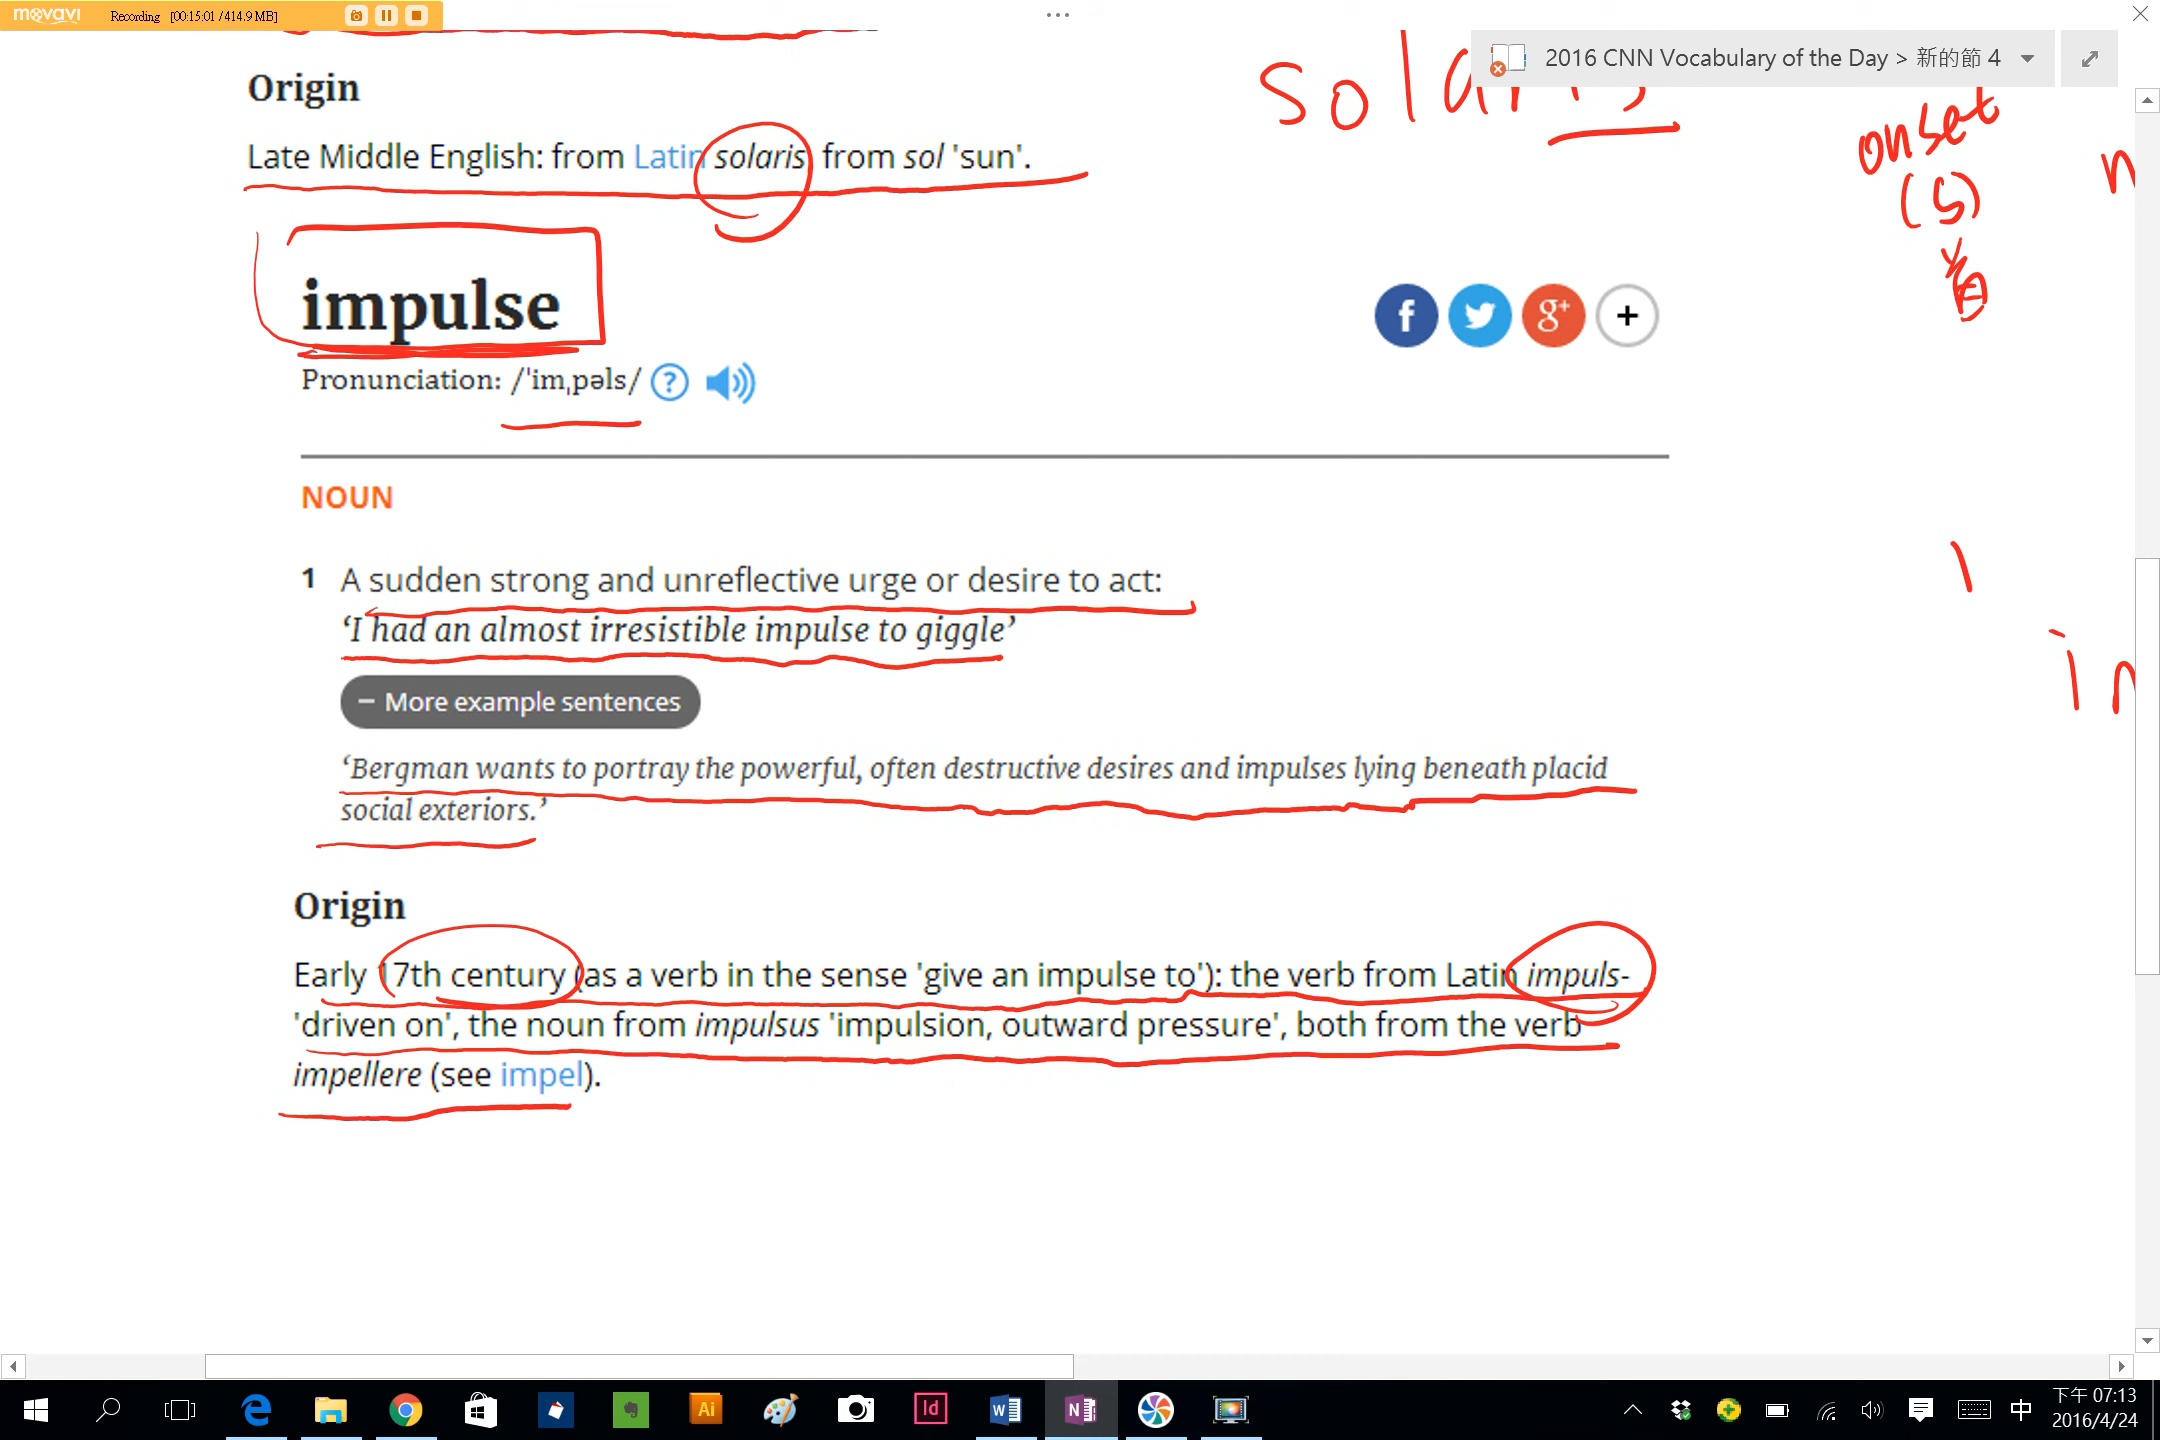 movavi Recording [00:15:01 / 414.9 MB]
2016 CNN Vocabulary of the Day > 新的節 4
Origin
solaris
Late Middle English: from Latin solaris, from sol 'sun'.
onset
(S)
impulse
Pronunciation: /ˈimˌpəls/
NOUN
1 A sudden strong and unreflective urge or desire to act:
‘I had an almost irresistible impulse to giggle’
– More example sentences
‘Bergman wants to portray the powerful, often destructive desires and impulses lying beneath placid
social exteriors.’
Origin
Early 17th century (as a verb in the sense 'give an impulse to'): the verb from Latin impuls-
'driven on', the noun from impulsus 'impulsion, outward pressure', both from the verb
impellere (see impel).
下午 07:13
中
2016/4/24